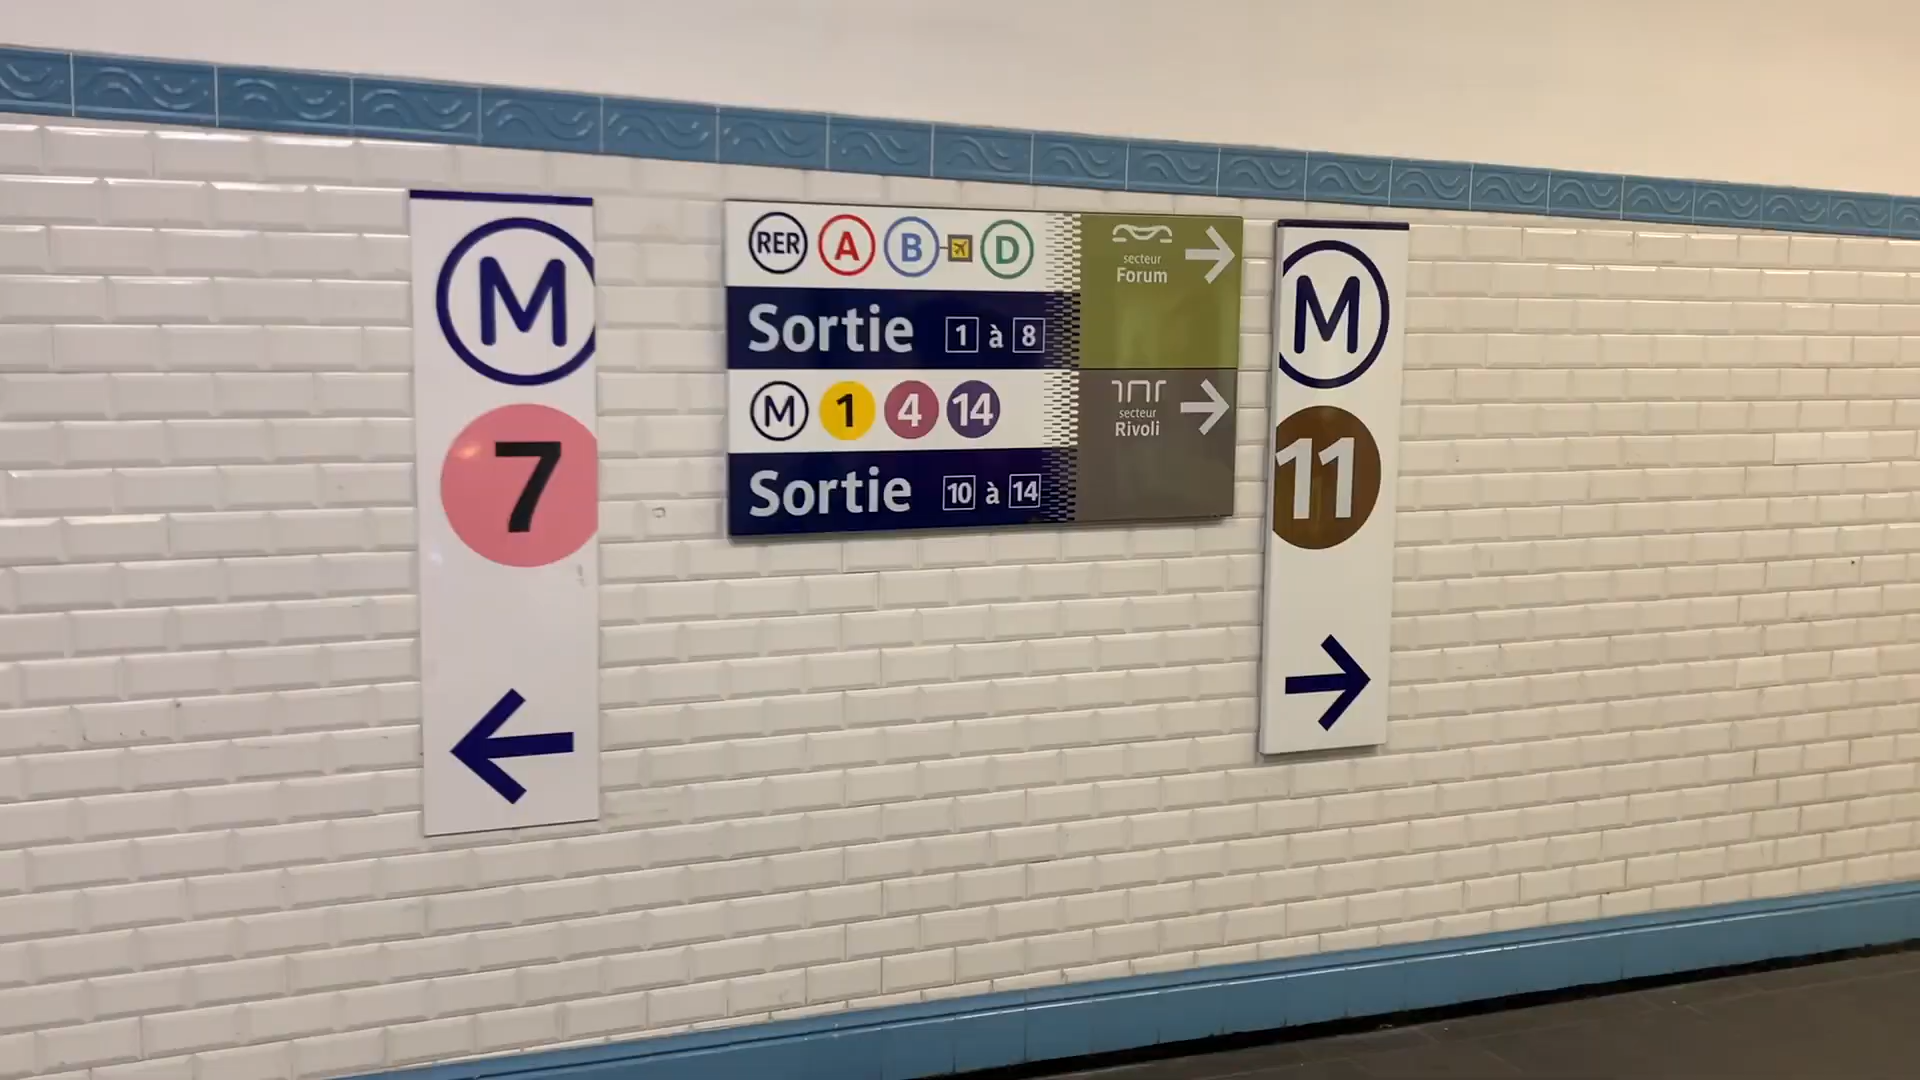 M
7
RER A B D
secteur
Forum
Sortie 1 à 8
M 1 4 14
secteur
Rivoli
Sortie 10 à 14
M
11